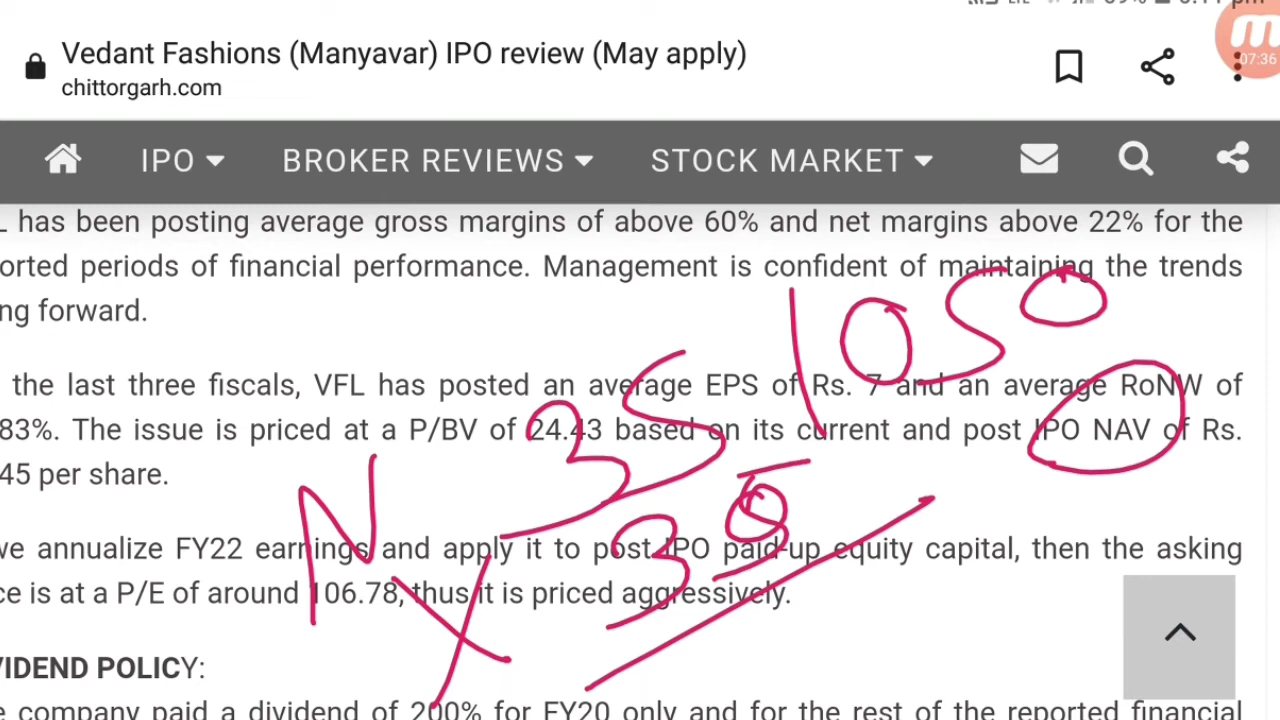 Vedant Fashions (Manyavar) IPO review (May apply)
chittorgarh.com
07:36
IPO BROKER REVIEWS STOCK MARKET
L has been posting average gross margins of above 60% and net margins above 22% for the
orted periods of financial performance. Management is confident of maintaining the trends
ng forward.
1050
the last three fiscals, VFL has posted an average EPS of Rs. 7 and an average RoNW of
83%. The issue is priced at a P/BV of 24.43 based on its current and post IPO NAV of Rs.
45 per share.
35
we annualize FY22 earnings and apply it to post IPO paid-up equity capital, then the asking
ce is at a P/E of around 106.78, thus it is priced aggressively.
VIDEND POLICY:
e company paid a dividend of 200% for FY20 only and for the rest of the reported financial